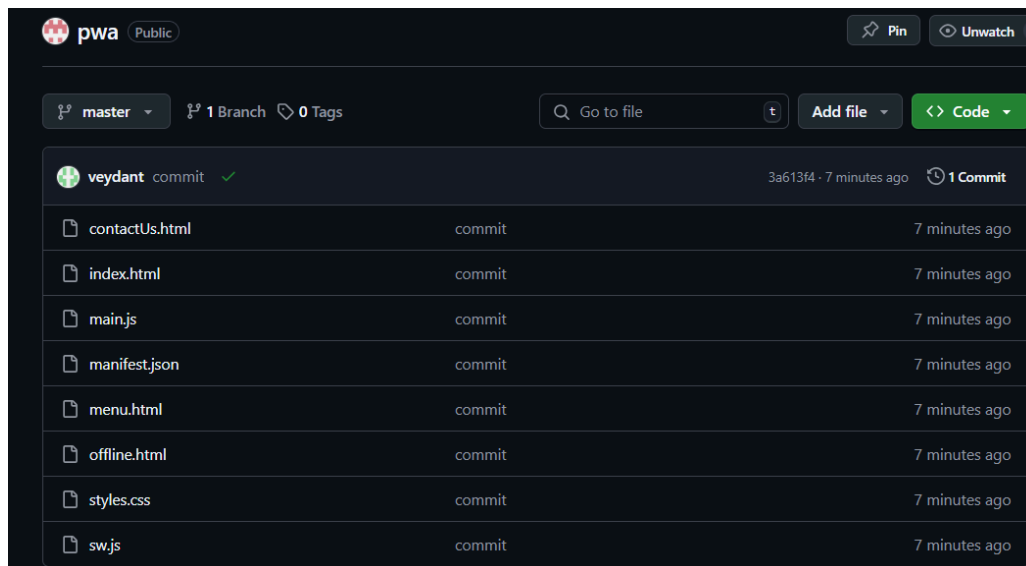 pwa Public Pin Unwatch
master 1 Branch 0 Tags Go to file t Add file Code
veydant commit 3a613f4 · 7 minutes ago 1 Commit
contactUs.html commit 7 minutes ago
index.html commit 7 minutes ago
main.js commit 7 minutes ago
manifest.json commit 7 minutes ago
menu.html commit 7 minutes ago
offline.html commit 7 minutes ago
styles.css commit 7 minutes ago
sw.js commit 7 minutes ago